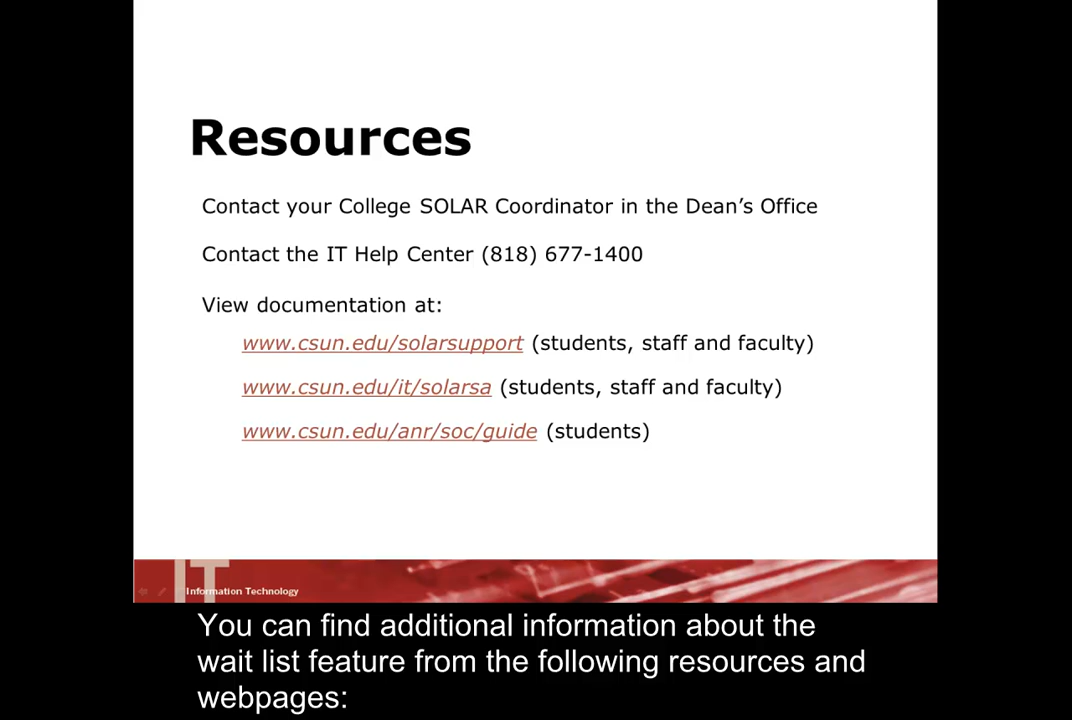 Resources
Contact your College SOLAR Coordinator in the Dean's Office
Contact the IT Help Center (818) 677-1400
View documentation at:
www.csun.edu/solarsupport (students, staff and faculty)
www.csun.edu/it/solarsa (students, staff and faculty)
www.csun.edu/anr/soc/guide (students)
IT
Information Technology
You can find additional information about the
wait list feature from the following resources and
webpages: